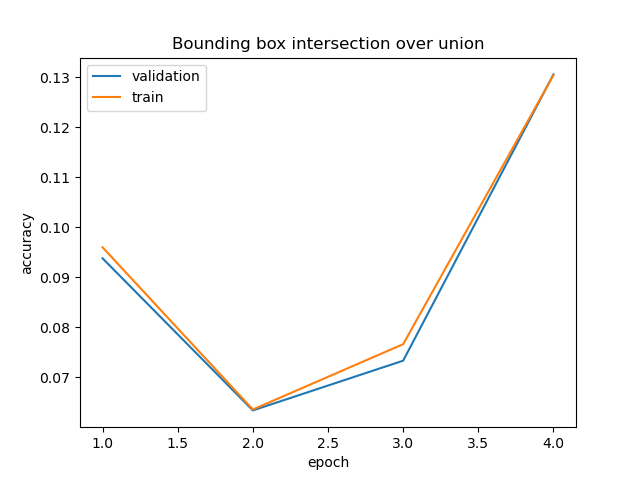 Bounding box intersection over union
validation
train
0.13
0.12
0.11
0.10
0.09
0.08
0.07
accuracy
1.0 1.5 2.0 2.5 3.0 3.5 4.0
epoch